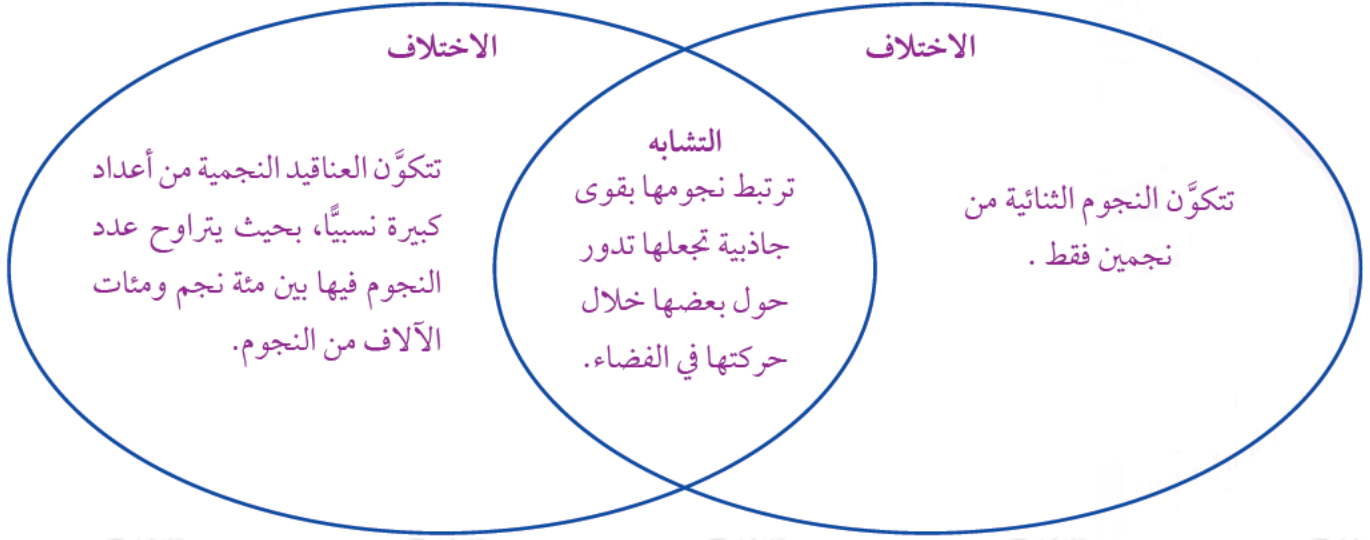 الاختلاف
تتكوَّن النجوم الثنائية من
نجمين فقط .
التشابه
ترتبط نجومها بقوى
جاذبية تجعلها تدور
حول بعضها خلال
حركتها في الفضاء.
الاختلاف
تتكوَّن العناقيد النجمية من أعداد
كبيرة نسبيًّا، بحيث يتراوح عدد
النجوم فيها بين مئة نجم ومئات
الآلاف من النجوم.